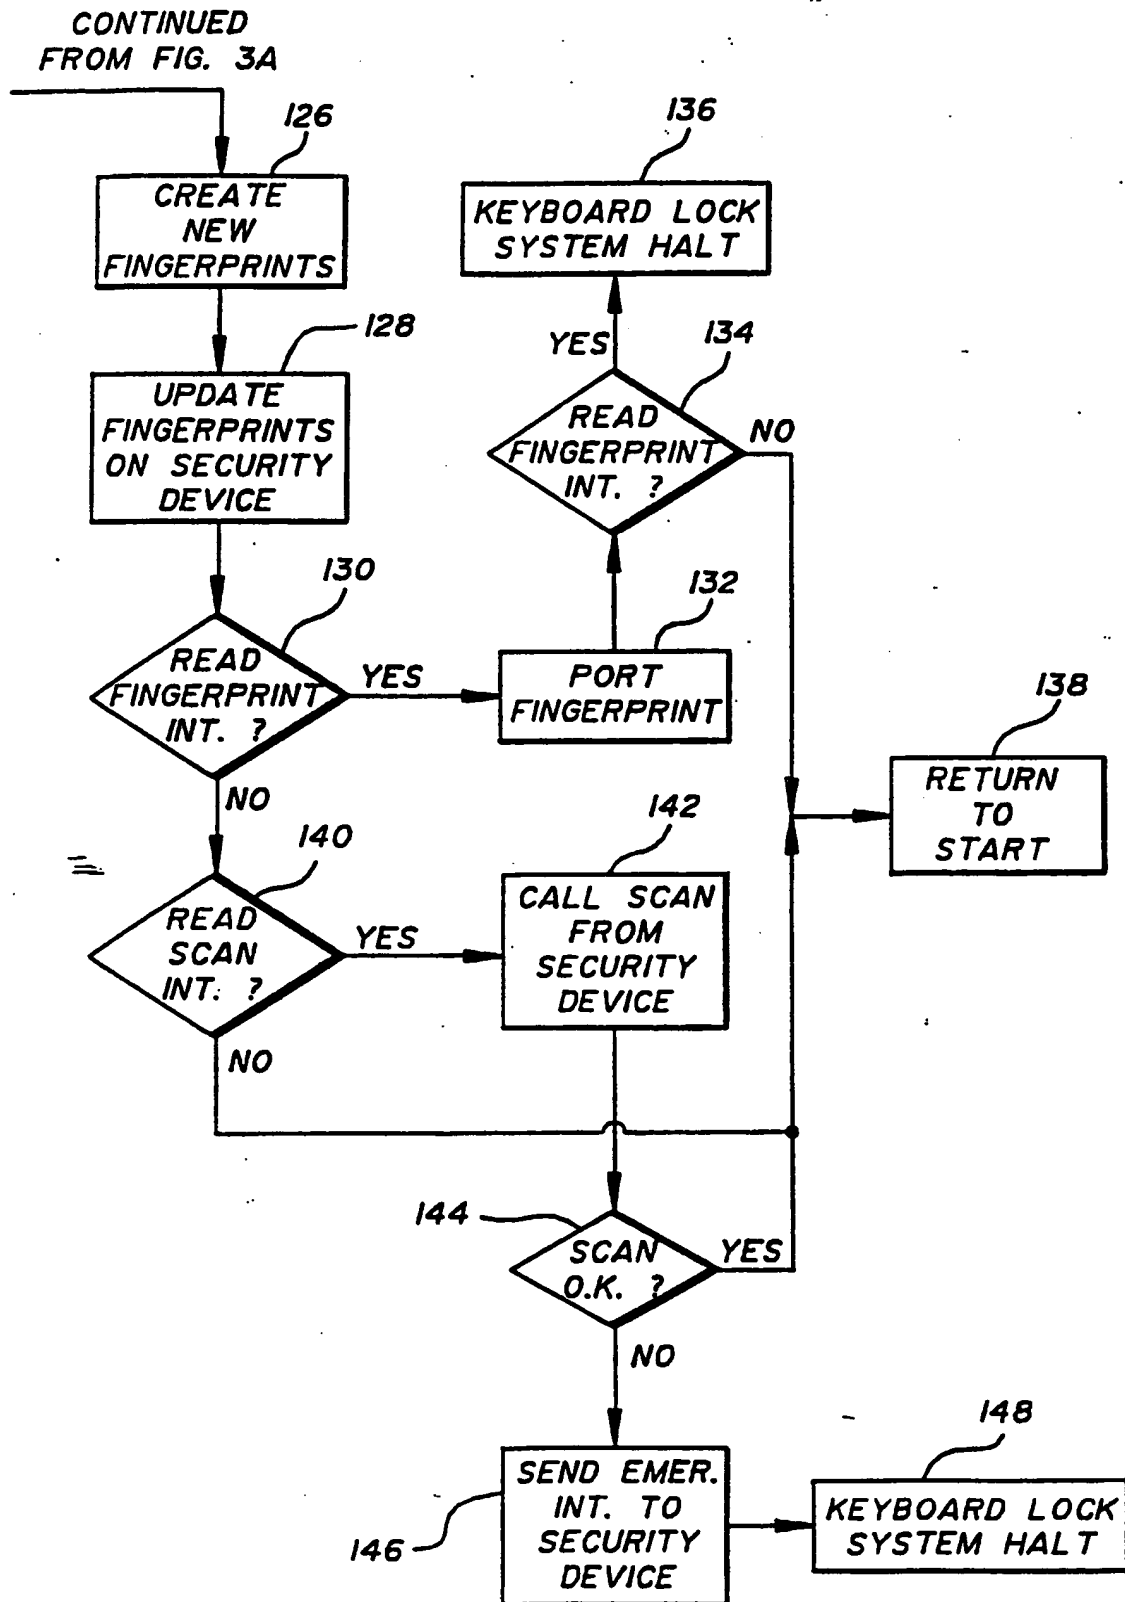 CONTINUED
FROM FIG. 3A
126
CREATE
NEW
FINGERPRINTS
128
UPDATE
FINGERPRINTS
ON SECURITY
DEVICE
130
READ
FINGERPRINT
INT. ?
YES
NO
132
PORT
FINGERPRINT
134
READ
FINGERPRINT
INT. ?
YES
NO
136
KEYBOARD LOCK
SYSTEM HALT
138
RETURN
TO
START
140
READ
SCAN
INT. ?
YES
NO
142
CALL SCAN
FROM
SECURITY
DEVICE
144
SCAN
O.K. ?
YES
NO
146
SEND EMER.
INT. TO
SECURITY
DEVICE
148
KEYBOARD LOCK
SYSTEM HALT